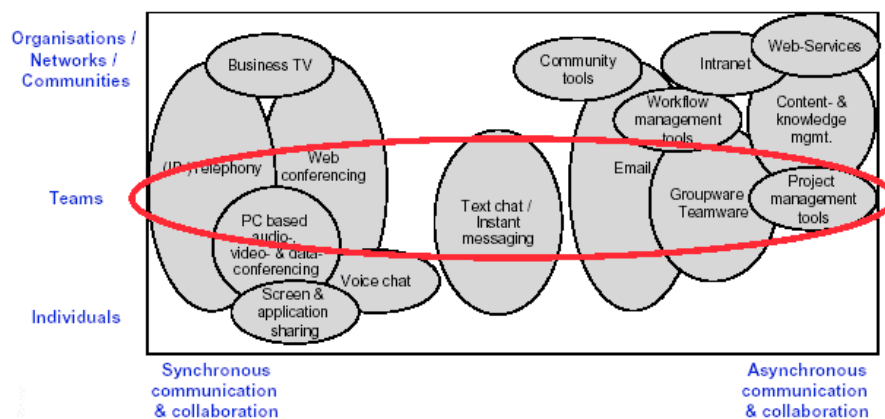 Organisations /
Networks /
Communities
Teams
Individuals
Business TV
(IP-)Telephony
Web
conferencing
PC based
audio-,
video- & data-
conferencing
Voice chat
Screen &
application
sharing
Text chat /
Instant
messaging
Community
tools
Email
Workflow
management
tools
Intranet
Web-Services
Content- &
knowledge
mgmt.
Groupware /
Teamware
Project
management
tools
Synchronous
communication
& collaboration
Asynchronous
communication
& collaboration